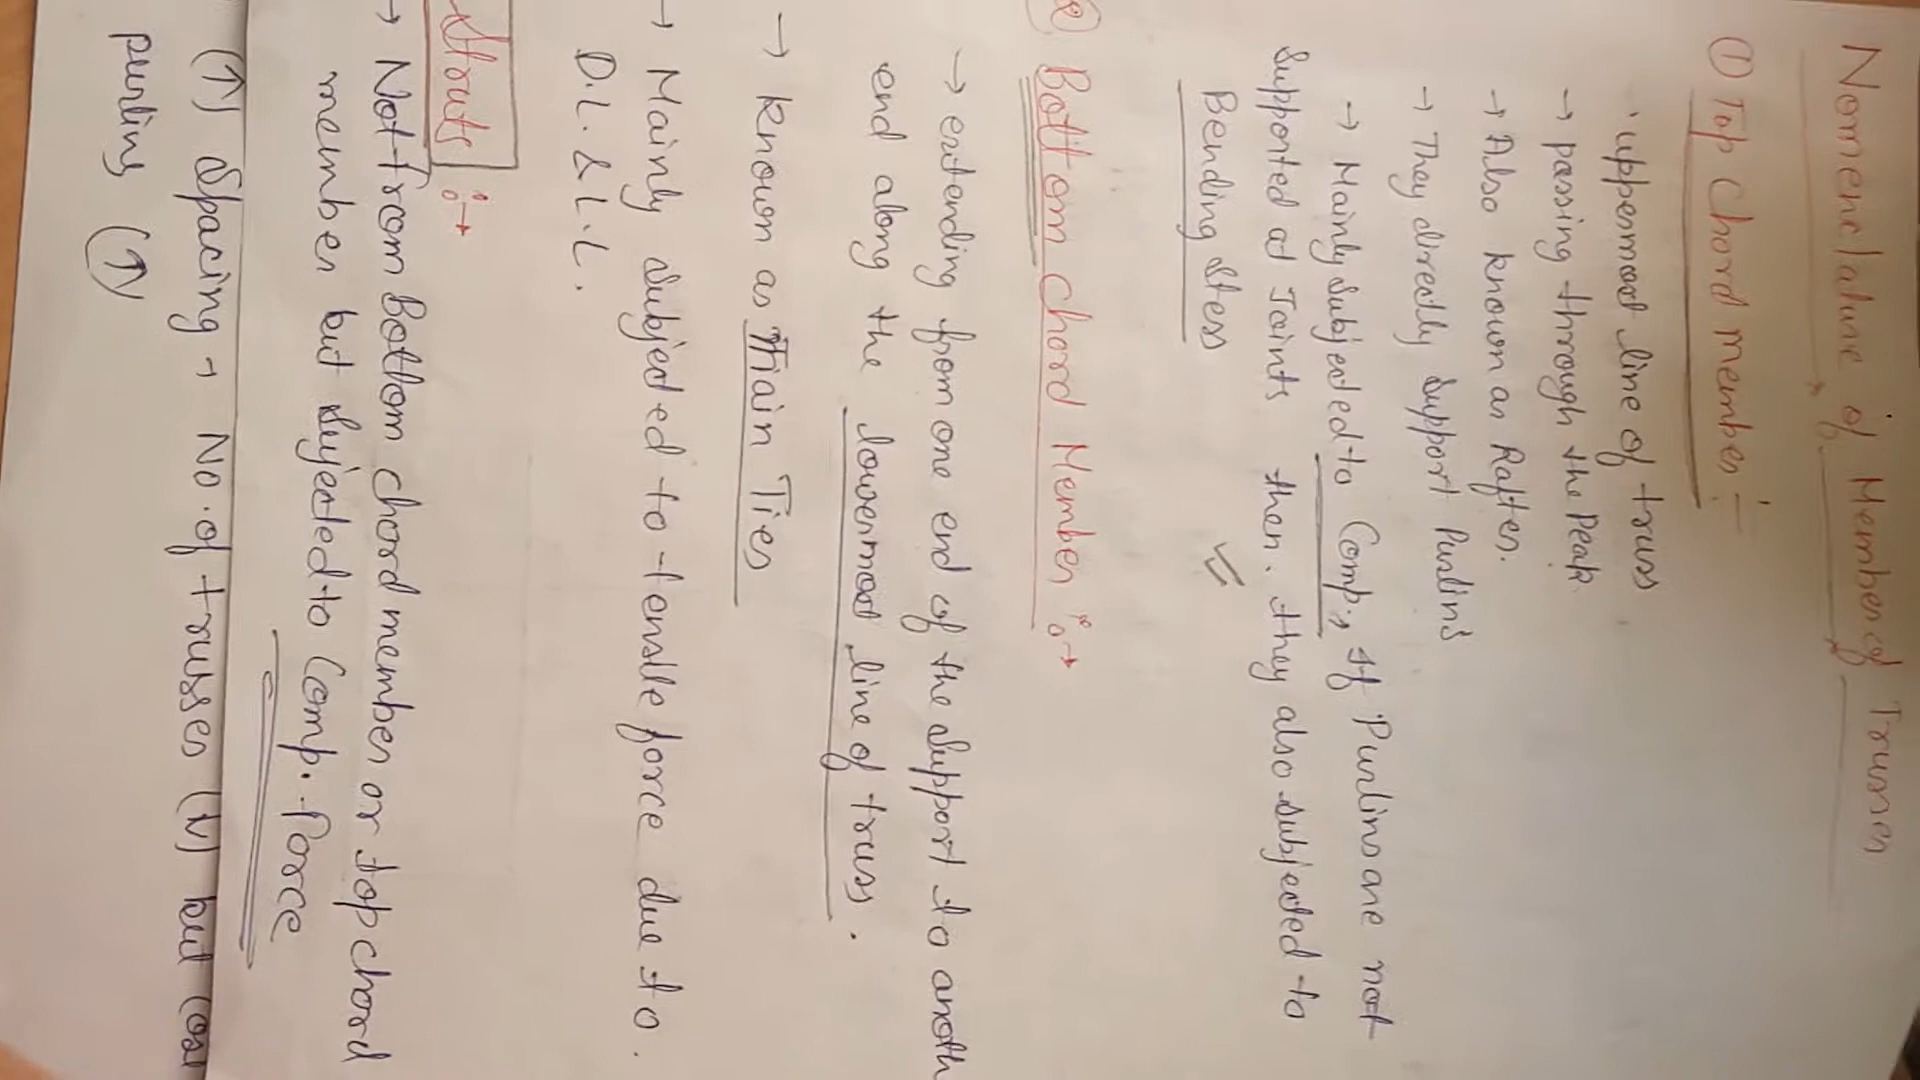 Nomenclature of Member of Trusses
① Top Chord member :-
uppermost line of truss
→ passing through the Peak
→ Also known as Rafter.
→ They directly Support Purlins
→ Mainly Subjected to Comp, If Purlins are not
Supported at Joints then they also subjected to
Bending Stess
② Bottom Chord Member :→
→ extending from one end of the Support to anoth
end along the lowermost line of truss.
→ known as Main Ties
→ Mainly Subjected to tensile force due to
D.L. & L.L.
Struts :→
→ Not from Bottom chord member or top chord
member but Sujected to Comp. Force
(↑) Spacing → No. of trusses (↓) but Cost
purlins (↑)